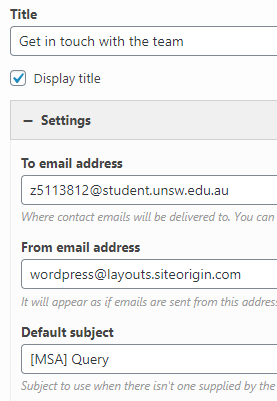 Title
Get in touch with the team
Display title
Settings
To email address
z5113812@student.unsw.edu.au
Where contact emails will be delivered to. You can
From email address
wordpress@layouts.siteorigin.com
It will appear as if emails are sent from this address
Default subject
[MSA] Query
Subject to use when there isn't one supplied by the